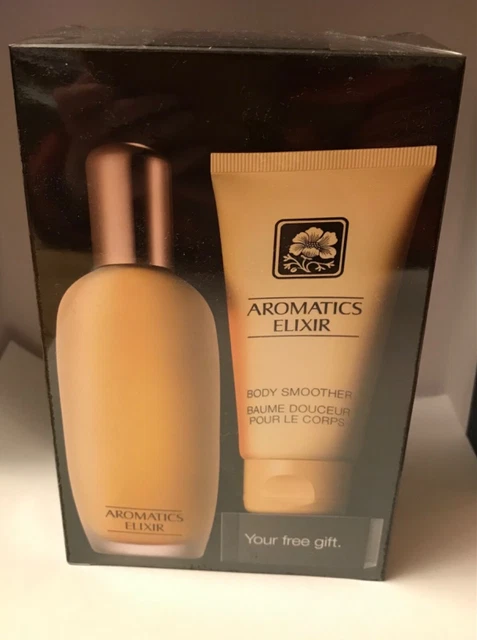 AROMATICS
ELIXIR
AROMATICS
ELIXIR
BODY SMOOTHER
BAUME DOUCEUR
POUR LE CORPS
Your free gift.